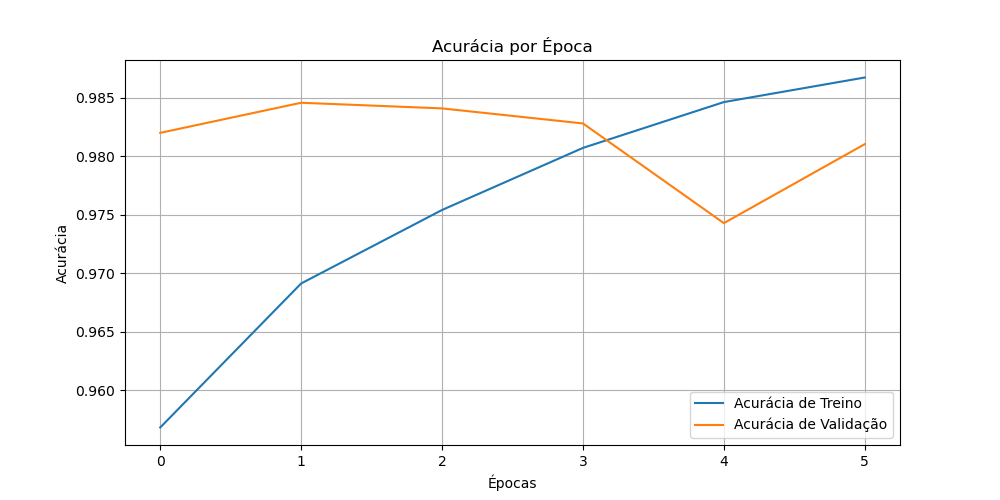 Acurácia por Época
0.985
0.980
0.975
0.970
0.965
0.960
Acurácia
0 1 2 3 4 5
Épocas
Acurácia de Treino
Acurácia de Validação